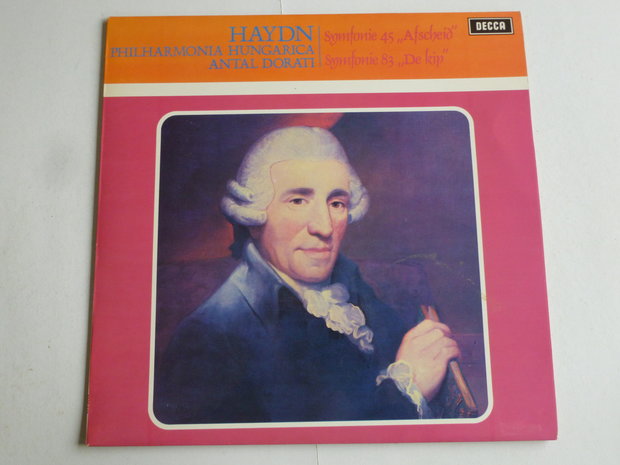 HAYDN
PHILHARMONIA HUNGARICA
ANTAL DORATI
Symfonie 45 „Afscheid”
Symfonie 83 „De kip”
DECCA